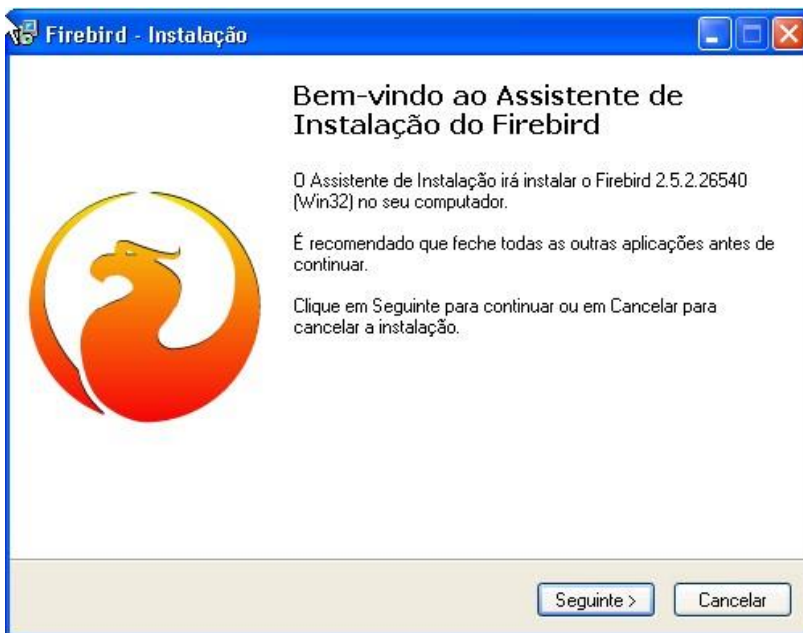 Firebird - Instalação
Bem-vindo ao Assistente de
Instalação do Firebird
O Assistente de Instalação irá instalar o Firebird 2.5.2.26540
(Win32) no seu computador.
É recomendado que feche todas as outras aplicações antes de
continuar.
Clique em Seguinte para continuar ou em Cancelar para
cancelar a instalação.
Seguinte >
Cancelar